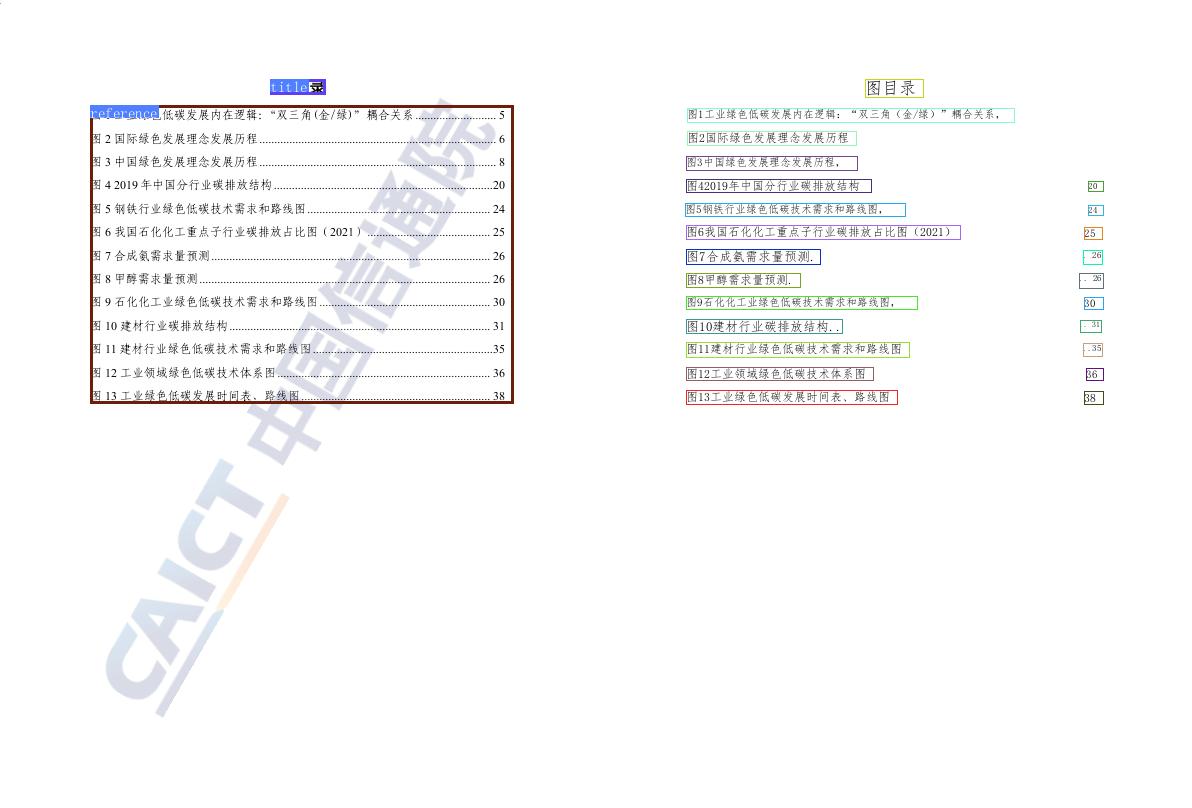 title录
reference低碳发展内在逻辑：“双三角(金/绿)”耦合关系........................ 5
图 2 国际绿色发展理念发展历程........................ 6
图 3 中国绿色发展理念发展历程........................ 8
图 4 2019 年中国分行业碳排放结构........................20
图 5 钢铁行业绿色低碳技术需求和路线图........................ 24
图 6 我国石化化工重点子行业碳排放占比图（2021）........................ 25
图 7 合成氨需求量预测........................ 26
图 8 甲醇需求量预测........................ 26
图 9 石化化工业绿色低碳技术需求和路线图........................ 30
图 10 建材行业碳排放结构........................ 31
图 11 建材行业绿色低碳技术需求和路线图........................35
图 12 工业领域绿色低碳技术体系图........................ 36
图 13 工业绿色低碳发展时间表、路线图........................ 38
CAICT 中国信通院
图目录
图1工业绿色低碳发展内在逻辑：“双三角（金/绿）”耦合关系，
图2国际绿色发展理念发展历程
图3中国绿色发展理念发展历程，
图42019年中国分行业碳排放结构 20
图5钢铁行业绿色低碳技术需求和路线图， 24
图6我国石化化工重点子行业碳排放占比图（2021） 25
图7合成氨需求量预测. . 26
图8甲醇需求量预测. . 26
图9石化化工业绿色低碳技术需求和路线图， 30
图10建材行业碳排放结构.. . 31
图11建材行业绿色低碳技术需求和路线图 ..35
图12工业领域绿色低碳技术体系图 36
图13工业绿色低碳发展时间表、路线图 38